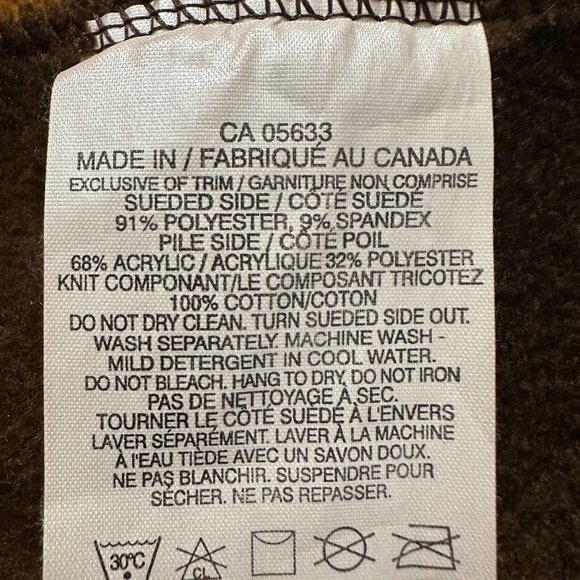 CA 05633
MADE IN / FABRIQUÉ AU CANADA
EXCLUSIVE OF TRIM / GARNITURE NON COMPRISE
SUEDED SIDE / CÔTÉ SUÈDE
91% POLYESTER, 9% SPANDEX
PILE SIDE / CÔTÉ POIL
68% ACRYLIC / ACRYLIQUE 32% POLYESTER
KNIT COMPONANT/LE COMPOSANT TRICOTEZ
100% COTTON/COTON
DO NOT DRY CLEAN. TURN SUEDED SIDE OUT.
WASH SEPARATELY. MACHINE WASH -
MILD DETERGENT IN COOL WATER.
DO NOT BLEACH. HANG TO DRY, DO NOT IRON
PAS DE NETTOYAGE À SEC.
TOURNER LE CÔTÉ SUÈDE À L'ENVERS
LAVER SÉPARÉMENT. LAVER À LA MACHINE
À l'EAU TIÈDE AVEC UN SAVON DOUX.
NE PAS BLANCHIR. SUSPENDRE POUR
SÉCHER. NE PAS REPASSER.
30°C CL